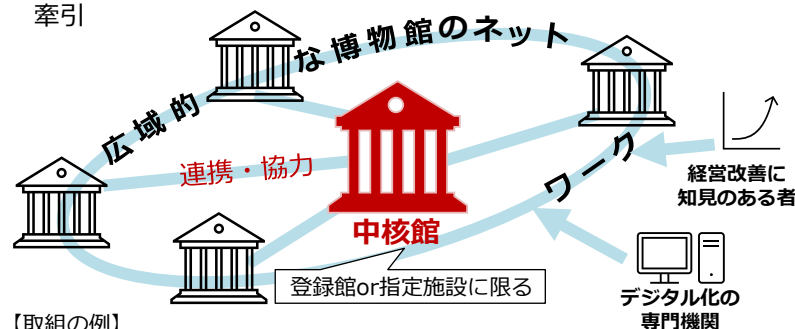 牽引
広域的な博物館のネットワーク
連携・協力
中核館
登録館or指定施設に限る
経営改善に
知見のある者
デジタル化の
専門機関
【取組の例】